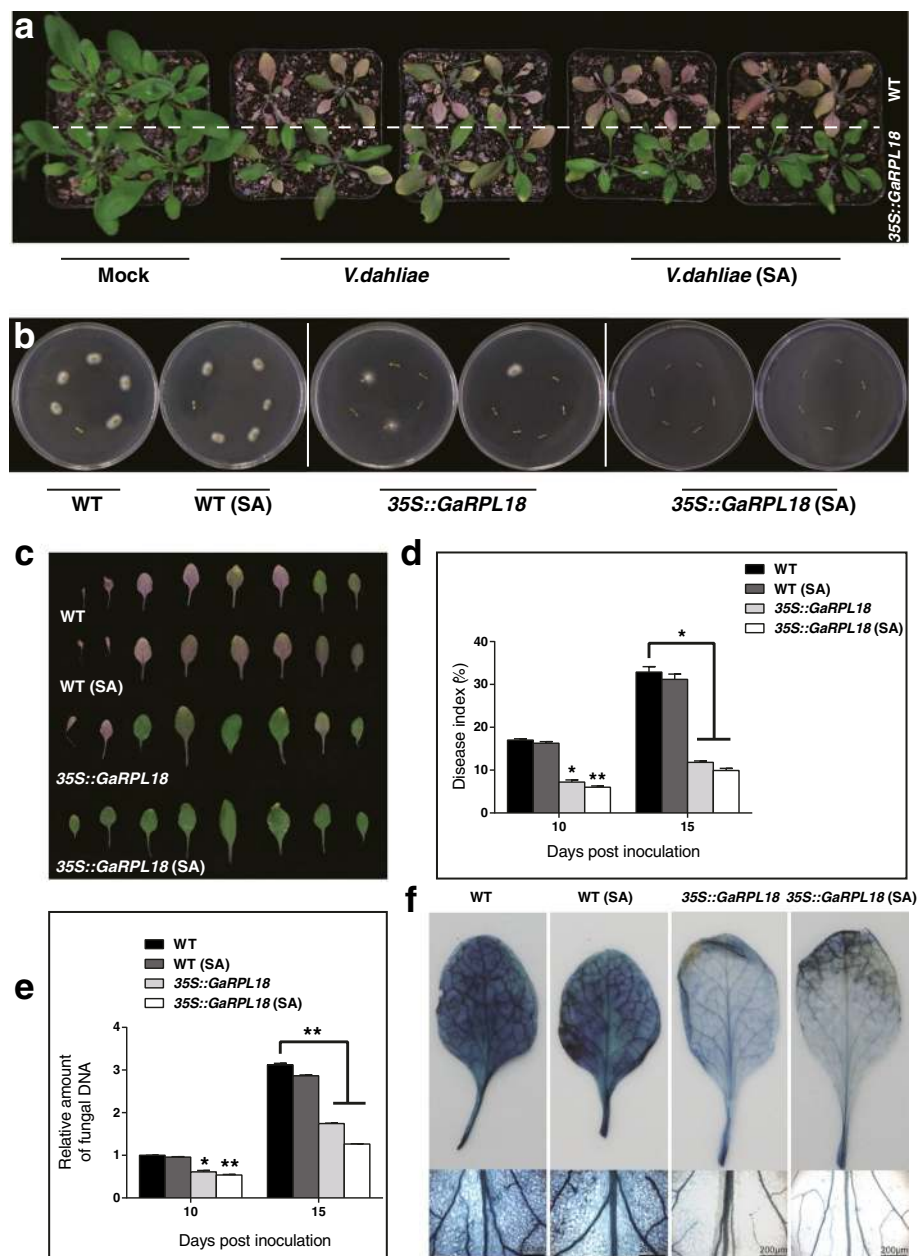 a
WT
35S::GaRPL18
Mock
V.dahliae
V.dahliae (SA)
b
WT
WT (SA)
35S::GaRPL18
35S::GaRPL18 (SA)
c
WT
WT (SA)
35S::GaRPL18
35S::GaRPL18 (SA)
d
WT
WT (SA)
35S::GaRPL18
35S::GaRPL18 (SA)
Disease index (%)
40
30
20
10
0
*
**
*
10
15
Days post inoculation
e
WT
WT (SA)
35S::GaRPL18
35S::GaRPL18 (SA)
Relative amount
of fungal DNA
4
3
2
1
0
*
**
**
10
15
Days post inoculation
f
WT
WT (SA)
35S::GaRPL18
35S::GaRPL18 (SA)
200μm
200μm
200μm
200μm